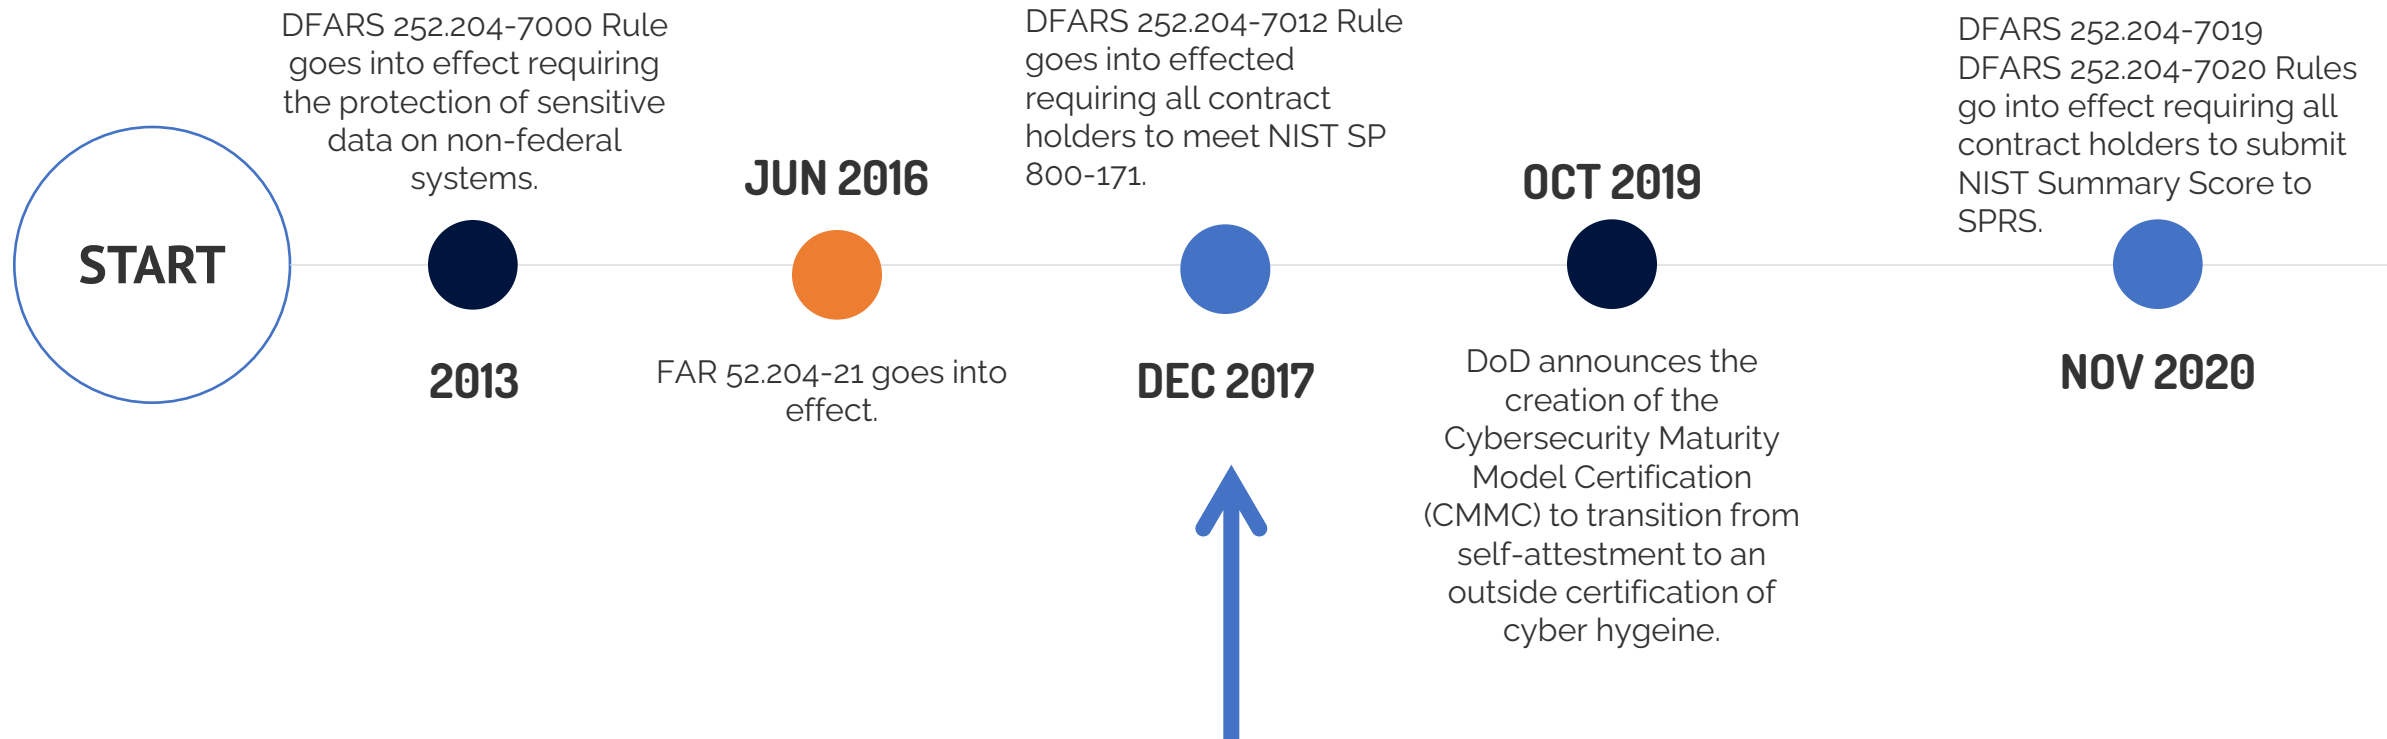 START
DFARS 252.204-7000 Rule
goes into effect requiring
the protection of sensitive
data on non-federal
systems.
2013
JUN 2016
FAR 52.204-21 goes into
effect.
DFARS 252.204-7012 Rule
goes into effected
requiring all contract
holders to meet NIST SP
800-171.
DEC 2017
OCT 2019
DoD announces the
creation of the
Cybersecurity Maturity
Model Certification
(CMMC) to transition from
self-attestment to an
outside certification of
cyber hygeine.
DFARS 252.204-7019
DFARS 252.204-7020 Rules
go into effect requiring all
contract holders to submit
NIST Summary Score to
SPRS.
NOV 2020